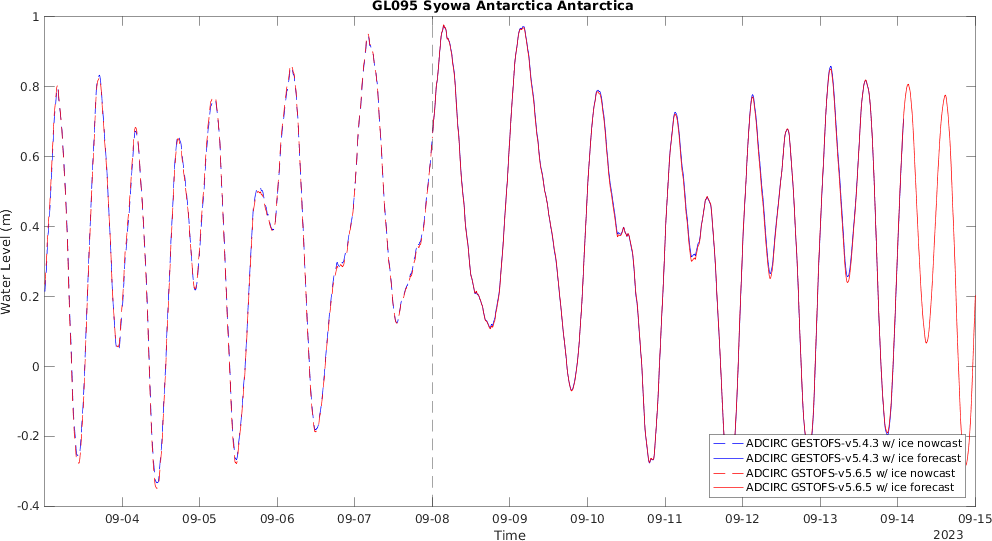 GL095 Syowa Antarctica Antarctica
1
0.8
0.6
0.4
0.2
0
-0.2
-0.4
Water Level (m)
ADCIRC GESTOFS-v5.4.3 w/ ice nowcast
ADCIRC GESTOFS-v5.4.3 w/ ice forecast
ADCIRC GSTOFS-v5.6.5 w/ ice nowcast
ADCIRC GSTOFS-v5.6.5 w/ ice forecast
09-04 09-05 09-06 09-07 09-08 09-09 09-10 09-11 09-12 09-13 09-14 09-15
Time
2023